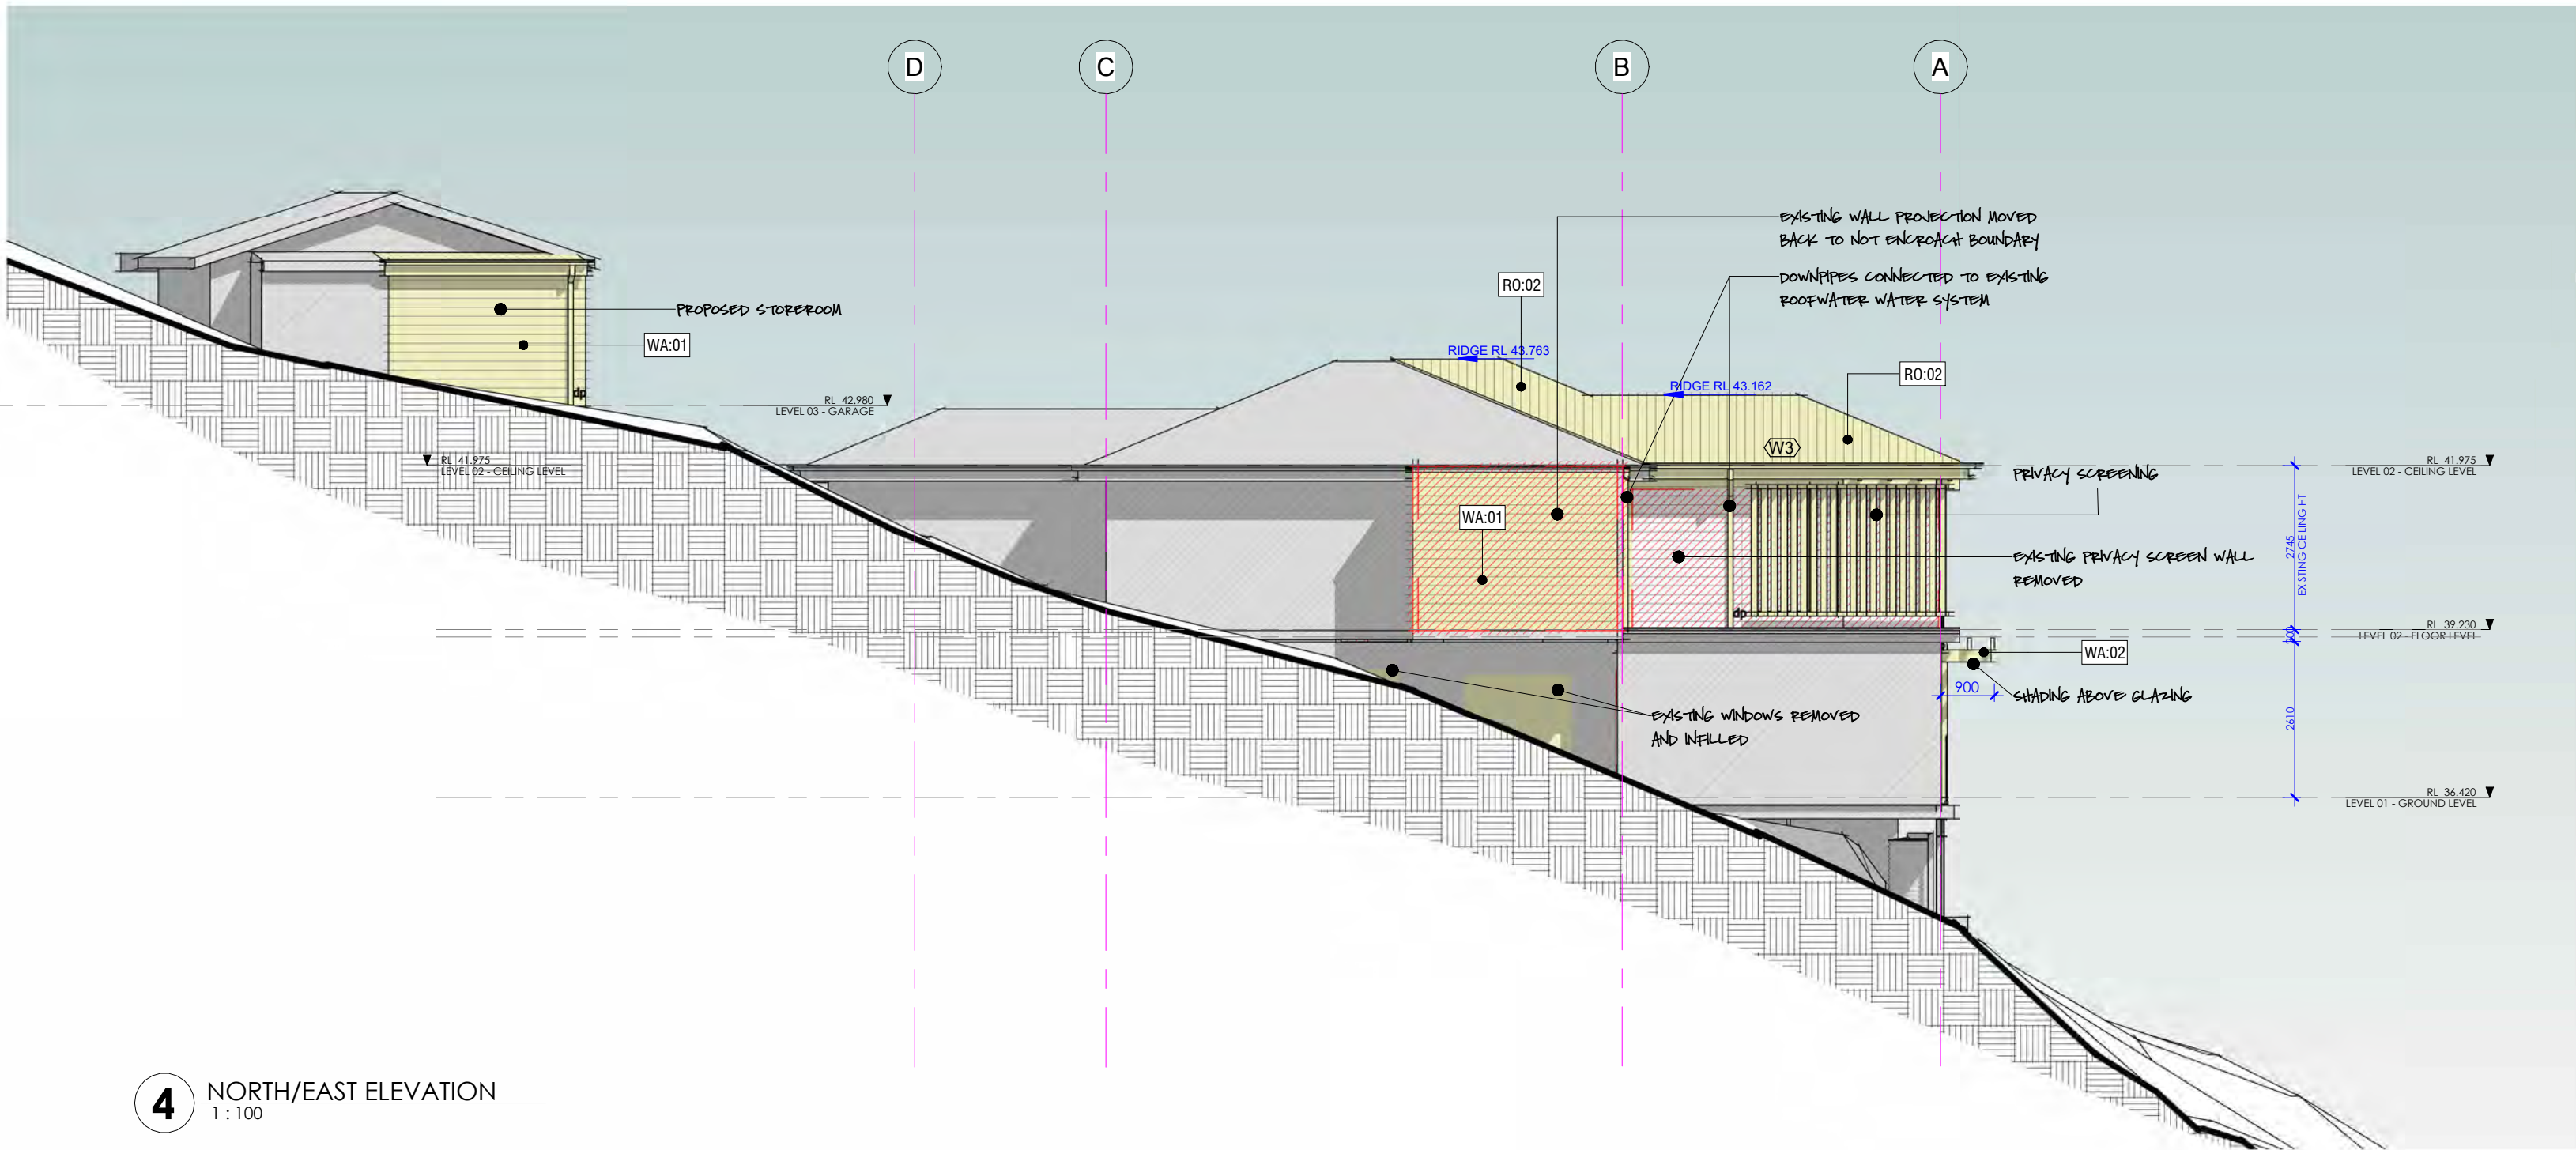 D
C
B
A
EXISTING WALL PROJECTION MOVED
BACK TO NOT ENCROACH BOUNDARY
DOWNPIPES CONNECTED TO EXISTING
ROOFWATER WATER SYSTEM
RO:02
PROPOSED STOREROOM
WA:01
RIDGE RL 43.763
RO:02
RIDGE RL 43.162
dp
RL 42.980
LEVEL 03 - GARAGE
W3
RL 41.975
LEVEL 02 - CEILING LEVEL
RL 41.975
LEVEL 02 - CEILING LEVEL
PRIVACY SCREENING
WA:01
2745
EXISTING CEILING HT
EXISTING PRIVACY SCREEN WALL
REMOVED
dp
RL 39.230
LEVEL 02 FLOOR LEVEL
200
WA:02
900
SHADING ABOVE GLAZING
EXISTING WINDOWS REMOVED
AND INFILLED
2610
RL 36.420
LEVEL 01 - GROUND LEVEL
4
NORTH/EAST ELEVATION
1 : 100